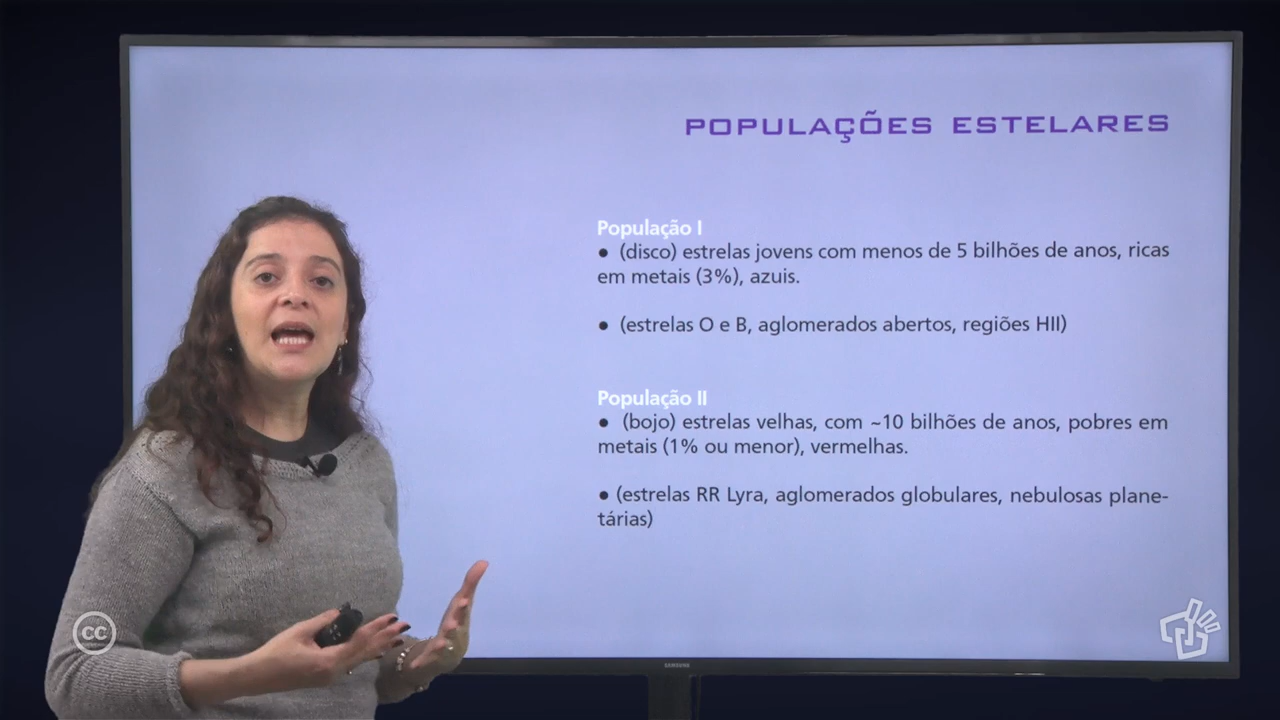 POPULAÇÕES ESTELARES
População I
● (disco) estrelas jovens com menos de 5 bilhões de anos, ricas
em metais (3%), azuis.
● (estrelas O e B, aglomerados abertos, regiões HII)
População II
● (bojo) estrelas velhas, com ~10 bilhões de anos, pobres em
metais (1% ou menor), vermelhas.
● (estrelas RR Lyra, aglomerados globulares, nebulosas plane-
tárias)
cc
SAMSUNG